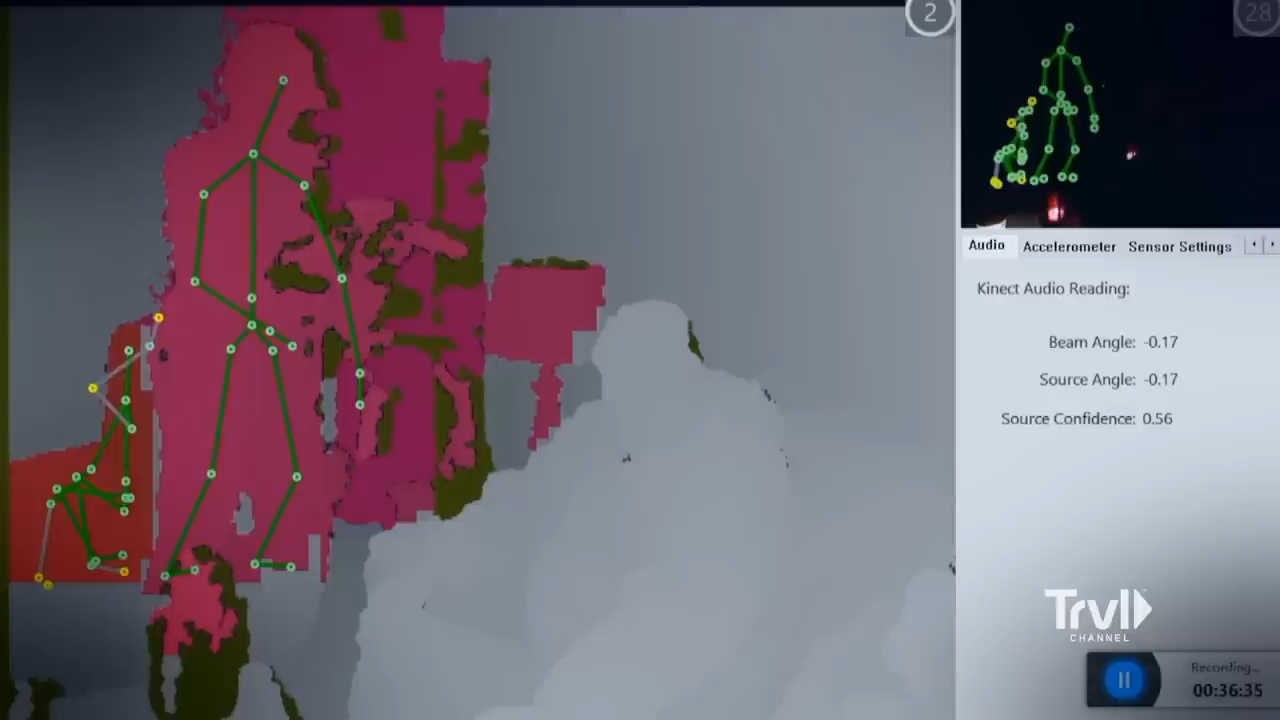 2
28
Audio Accelerometer Sensor Settings
Kinect Audio Reading:
Beam Angle: -0.17
Source Angle: -0.17
Source Confidence: 0.56
Trvl
CHANNEL
Recording...
00:36:35